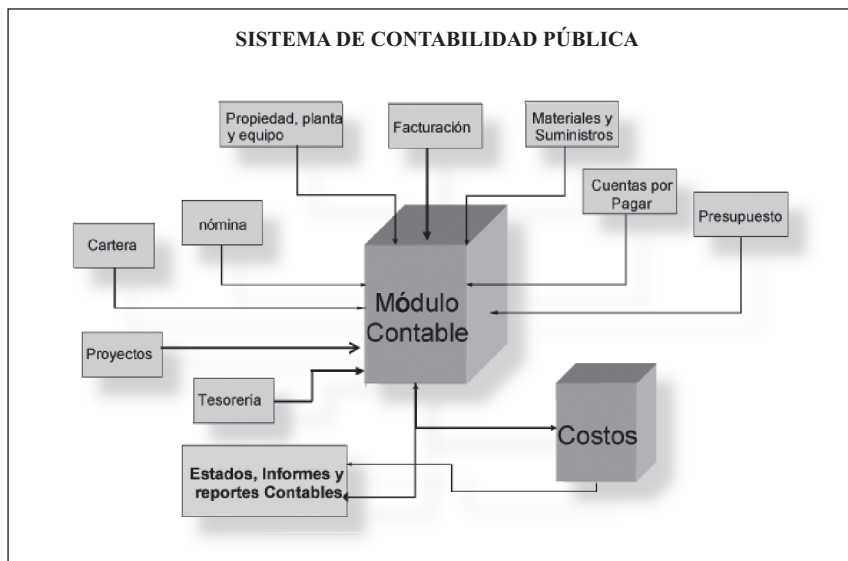 SISTEMA DE CONTABILIDAD PÚBLICA
Propiedad, planta
y equipo
Facturación
Materiales y
Suministros
Cuentas por
Pagar
Presupuesto
nómina
Cartera
Módulo
Contable
Proyectos
Tesorería
Costos
Estados, Informes y
reportes Contables